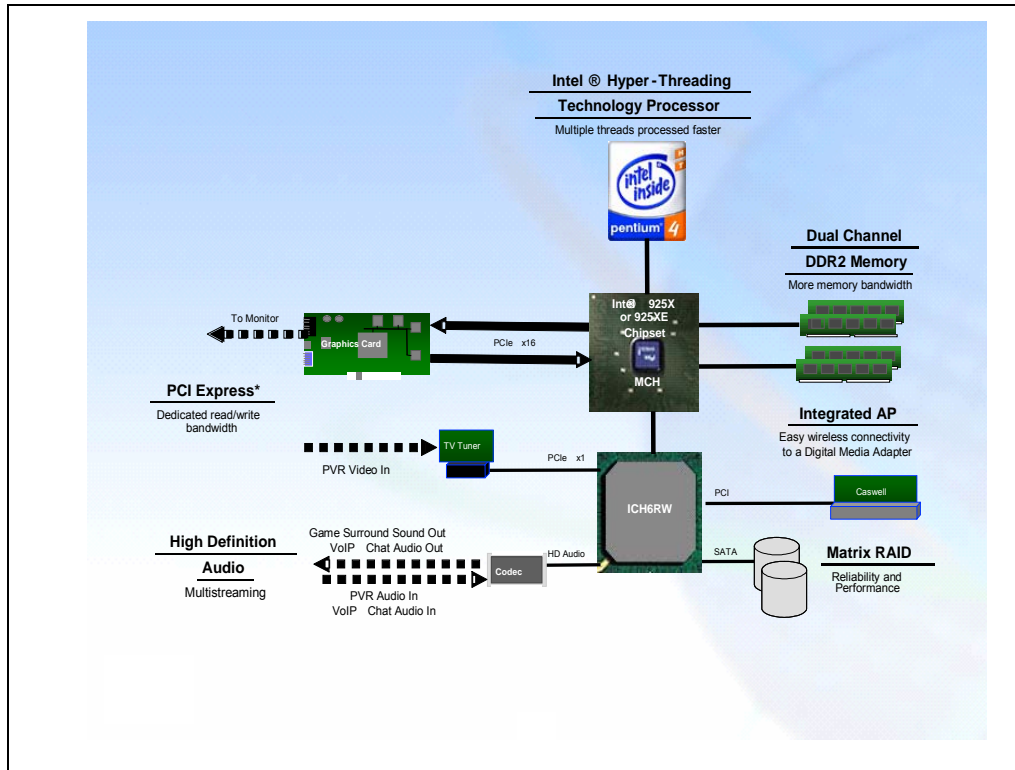 Intel ® Hyper-Threading
Technology Processor
Multiple threads processed faster
intel
inside
H
T
pentium 4
Dual Channel
DDR2 Memory
More memory bandwidth
Intel® 925X
or 925XE
Chipset
MCH
To Monitor
Graphics Card
PCIe x16
PCI Express*
Dedicated read/write
bandwidth
Integrated AP
Easy wireless connectivity
to a Digital Media Adapter
TV Tuner
PVR Video In
PCIe x1
ICH6RW
PCI
Caswell
High Definition
Audio
Multistreaming
Game Surround Sound Out
VoIP Chat Audio Out
HD Audio
Codec
PVR Audio In
VoIP Chat Audio In
SATA
Matrix RAID
Reliability and
Performance